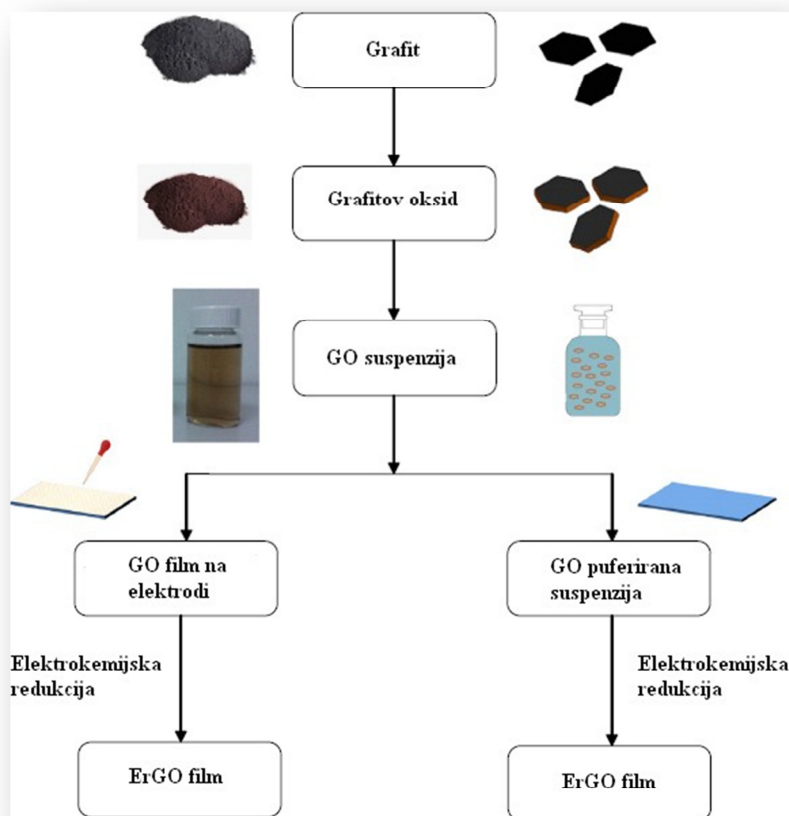 Grafit
Grafitov oksid
GO suspenzija
GO film na
elektrodi
GO puferirana
suspenzija
Elektrokemijska
redukcija
Elektrokemijska
redukcija
ErGO film
ErGO film